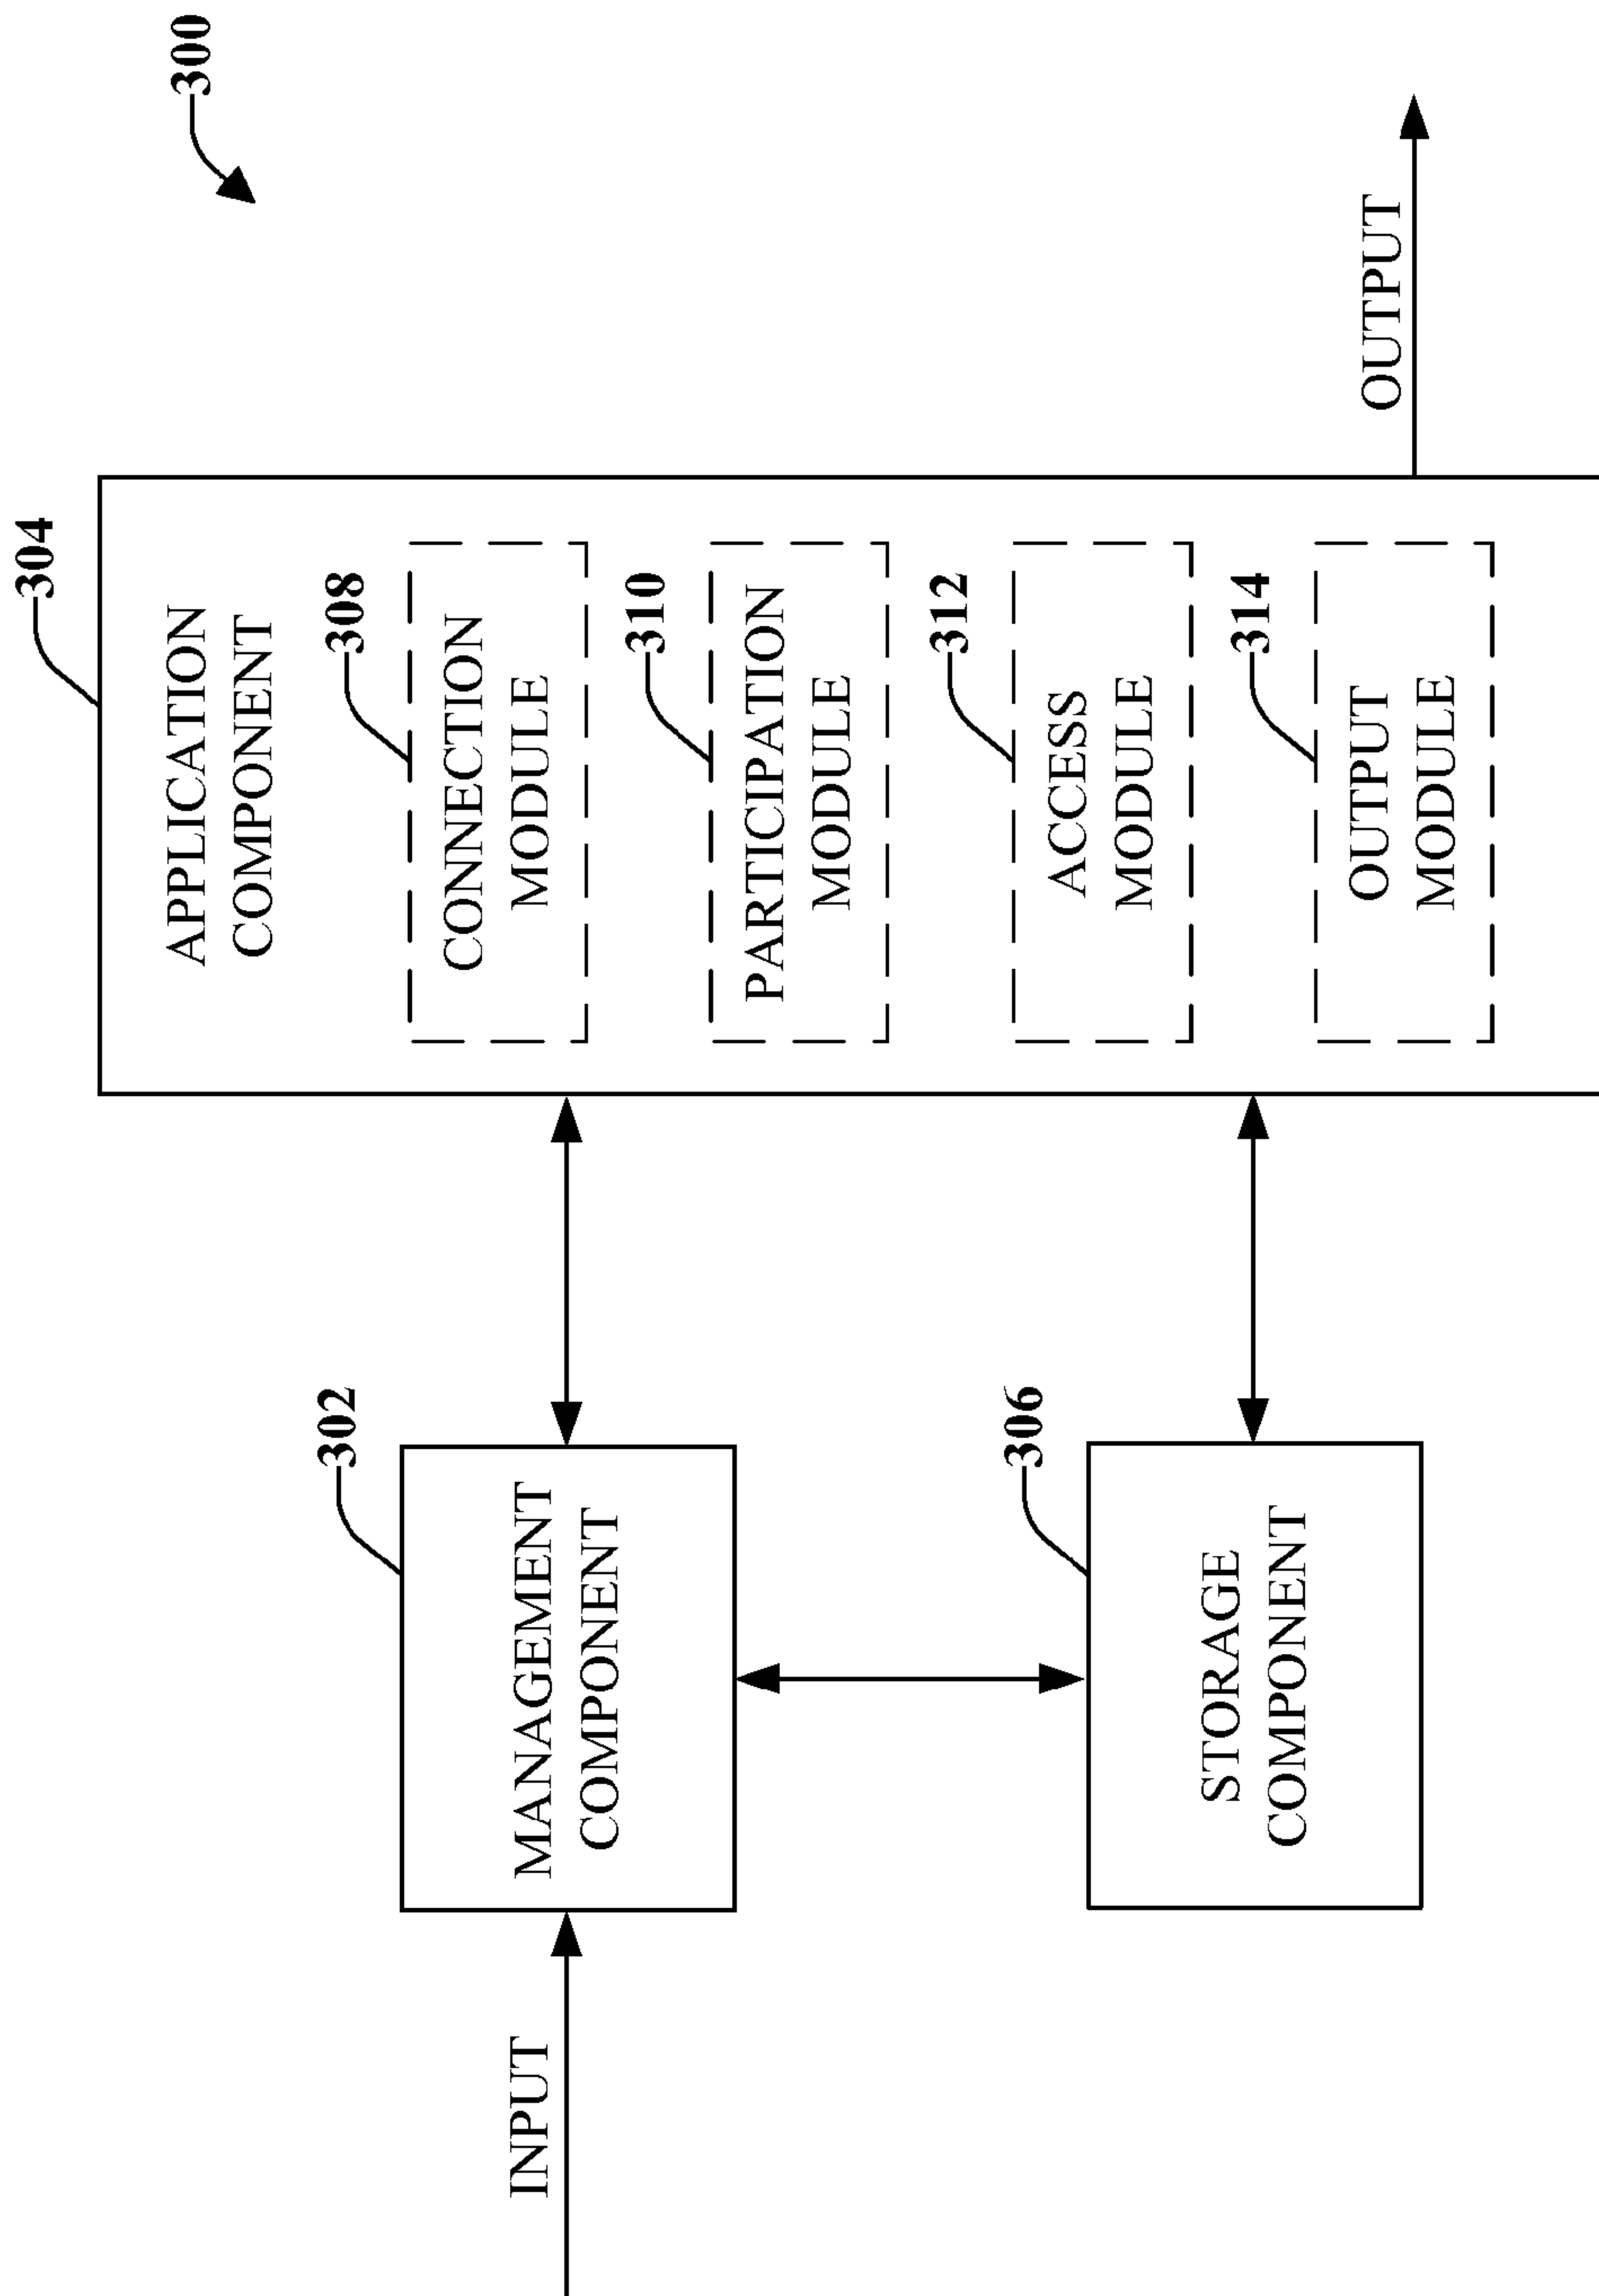 300
304
APPLICATION
COMPONENT
308
CONNECTION
MODULE
310
PARTICIPATION
MODULE
312
ACCESS
MODULE
314
OUTPUT
MODULE
OUTPUT
302
MANAGEMENT
COMPONENT
INPUT
306
STORAGE
COMPONENT